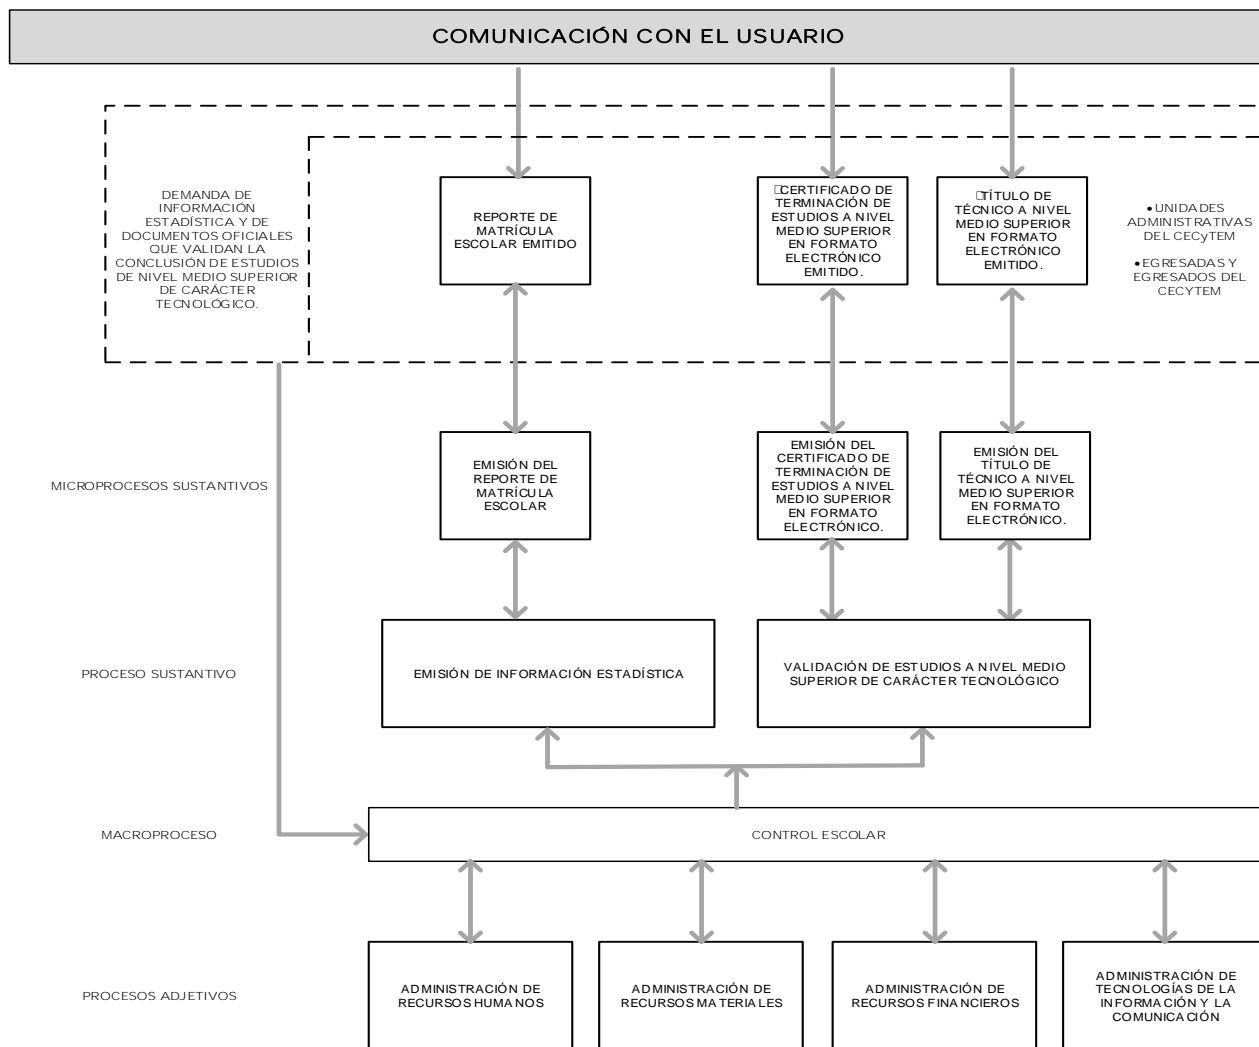 COMUNICACIÓN CON EL USUARIO
DEMANDA DE
INFORMACIÓN
ESTADÍSTICA Y DE
DOCUMENTOS OFICIALES
QUE VALIDAN LA
CONCLUSIÓN DE ESTUDIOS
DE NIVEL MEDIO SUPERIOR
DE CARÁCTER
TECNOLÓGICO.
REPORTE DE
MATRÍCULA
ESCOLAR EMITIDO
CERTIFICADO DE
TERMINACIÓN DE
ESTUDIOS A NIVEL
MEDIO SUPERIOR
EN FORMATO
ELECTRÓNICO
EMITIDO.
TÍTULO DE
TÉCNICO A NIVEL
MEDIO SUPERIOR
EN FORMATO
ELECTRÓNICO
EMITIDO.
•UNIDADES
ADMINISTRATIVAS
DEL CECyTEM
•EGRESADAS Y
EGRESADOS DEL
CECYTEM
MICROPROCESOS SUSTANTIVOS
EMISIÓN DEL
REPORTE DE
MATRÍCULA
ESCOLAR
EMISIÓN DEL
CERTIFICADO DE
TERMINACIÓN DE
ESTUDIOS A NIVEL
MEDIO SUPERIOR
EN FORMATO
ELECTRÓNICO.
EMISIÓN DEL
TÍTULO DE
TÉCNICO A NIVEL
MEDIO SUPERIOR
EN FORMATO
ELECTRÓNICO.
PROCESO SUSTANTIVO
EMISIÓN DE INFORMACIÓN ESTADÍSTICA
VALIDACIÓN DE ESTUDIOS A NIVEL MEDIO
SUPERIOR DE CARÁCTER TECNOLÓGICO
MACROPROCESO
CONTROL ESCOLAR
PROCESOS ADJETIVOS
ADMINISTRACIÓN DE
RECURSOS HUMANOS
ADMINISTRACIÓN DE
RECURSOS MATERIALES
ADMINISTRACIÓN DE
RECURSOS FINANCIEROS
ADMINISTRACIÓN DE
TECNOLOGÍAS DE LA
INFORMACIÓN Y LA
COMUNICACIÓN